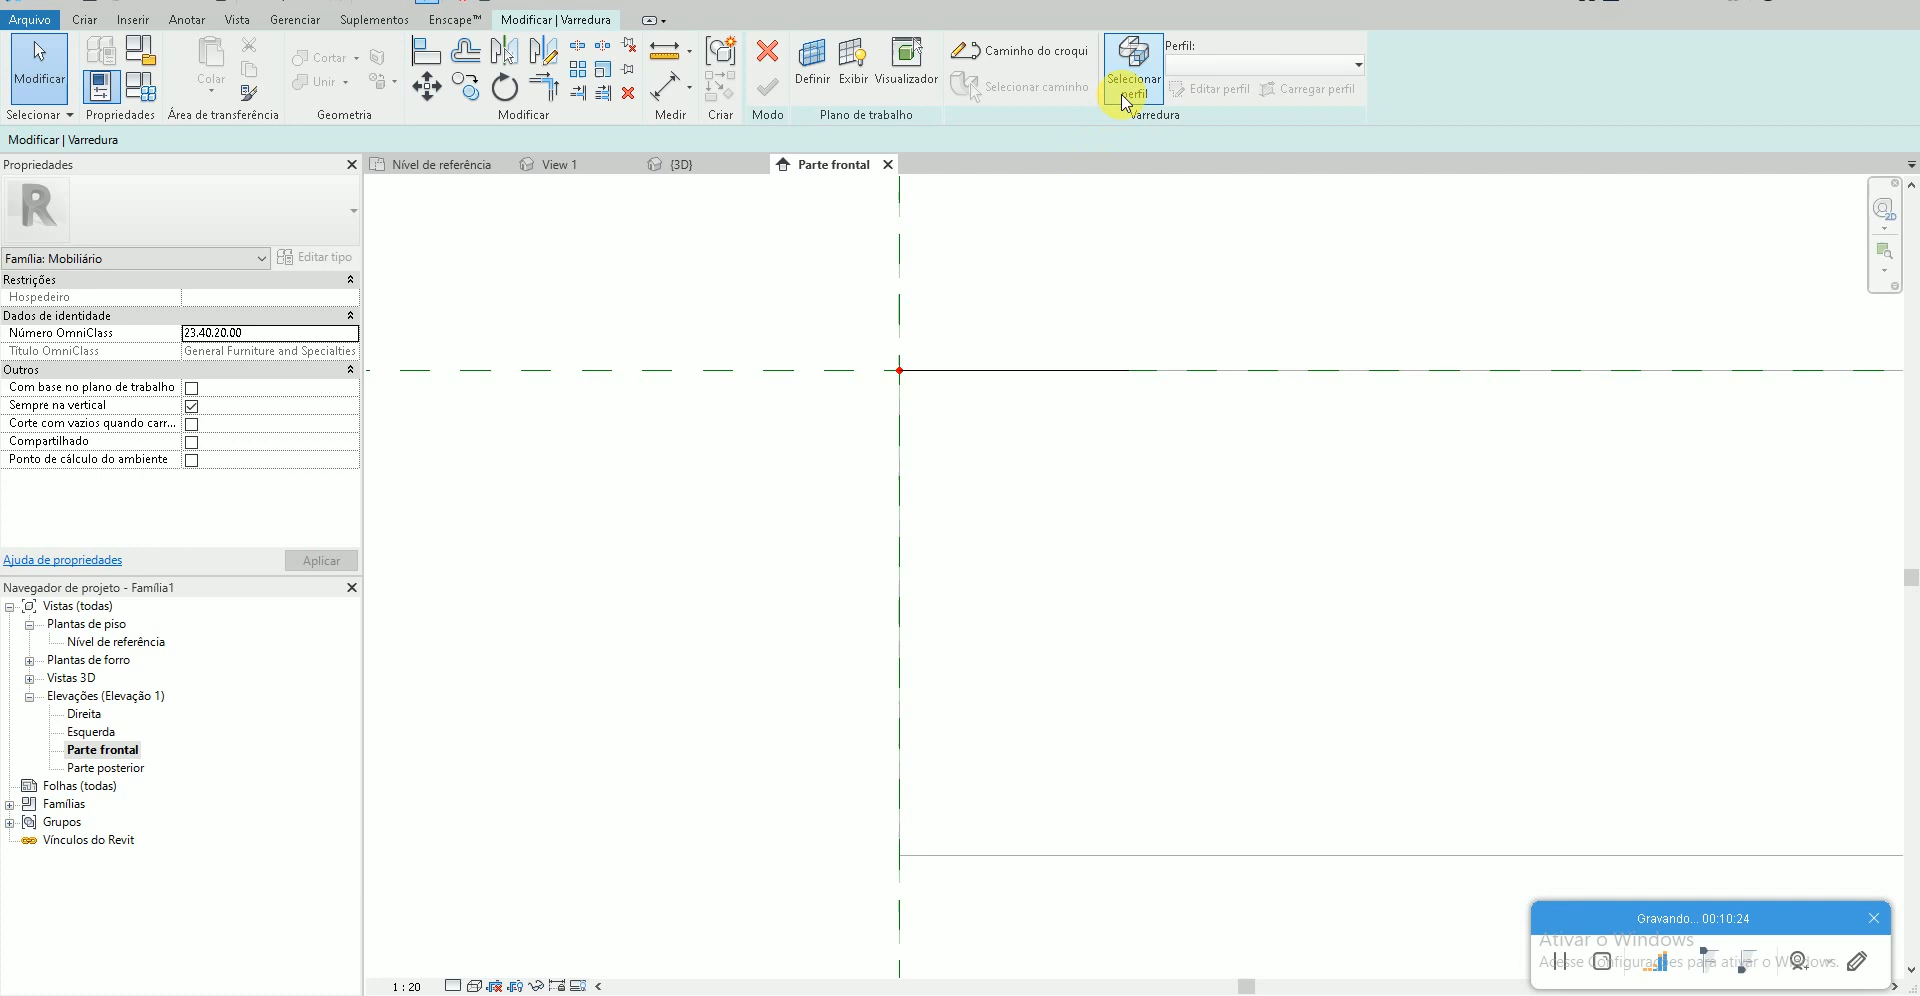 Arquivo Criar Inserir Anotar Vista Gerenciar Suplementos Enscape™ Modificar | Varredura
Modificar
Colar
Cortar
Unir
Definir Exibir Visualizador
Caminho do croqui
Selecionar caminho
Selecionar perfil
Perfil:
Editar perfil Carregar perfil
Selecionar Propriedades Área de transferência Geometria Modificar Medir Criar Modo Plano de trabalho Varredura
Modificar | Varredura
Propriedades
Nível de referência View 1 {3D} Parte frontal
R
Família: Mobiliário Editar tipo
Restrições
Hospedeiro
Dados de identidade
Número OmniClass 23.40.20.00
Título OmniClass General Furniture and Specialties
Outros
Com base no plano de trabalho
Sempre na vertical
Corte com vazios quando carr...
Compartilhado
Ponto de cálculo do ambiente
Ajuda de propriedades Aplicar
Navegador de projeto - Família1
Vistas (todas)
Plantas de piso
Nível de referência
Plantas de forro
Vistas 3D
Elevações (Elevação 1)
Direita
Esquerda
Parte frontal
Parte posterior
Folhas (todas)
Famílias
Grupos
Vínculos do Revit
2D
Gravando... 00:10:24
Ativar o Windows
Acesse Configurações para ativar o Windows.
1 : 20